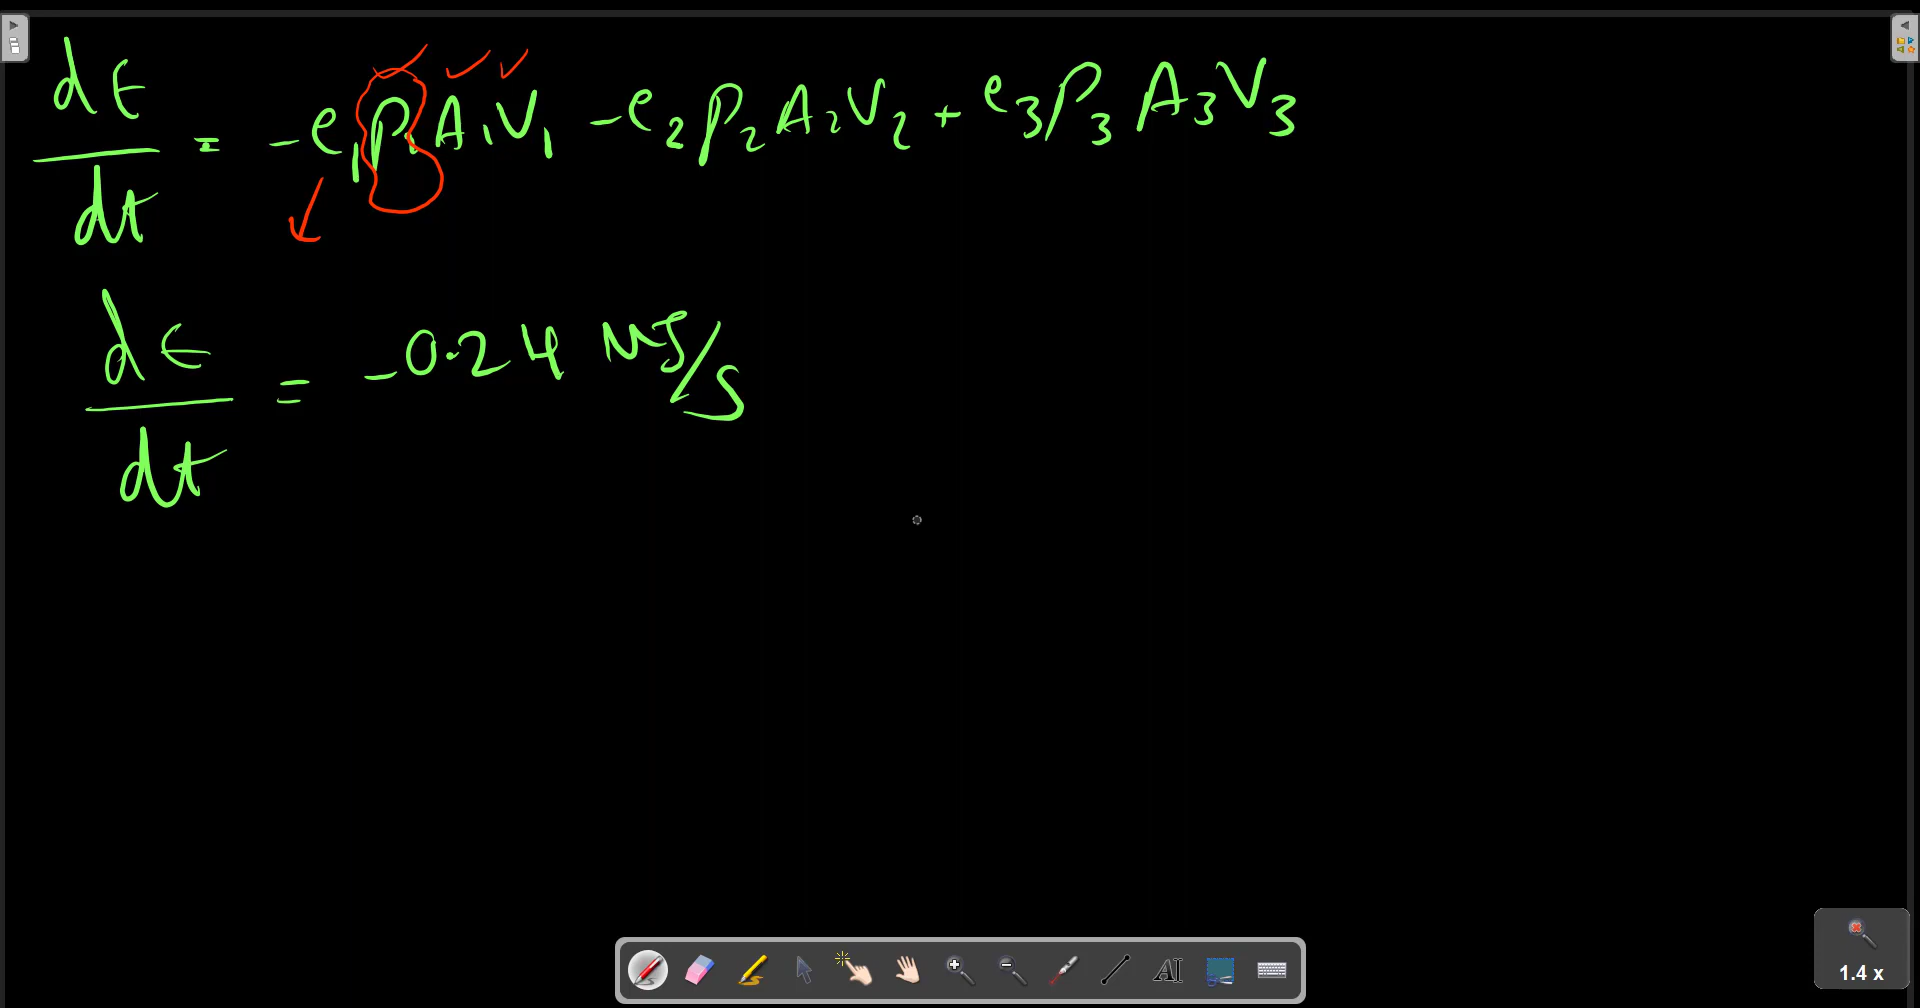 dE/dt = -e₁ρ₁A₁V₁ -e₂ρ₂A₂V₂ + e₃ρ₃A₃V₃
dE/dt = -0.24 MJ/S
AI
1.4 x